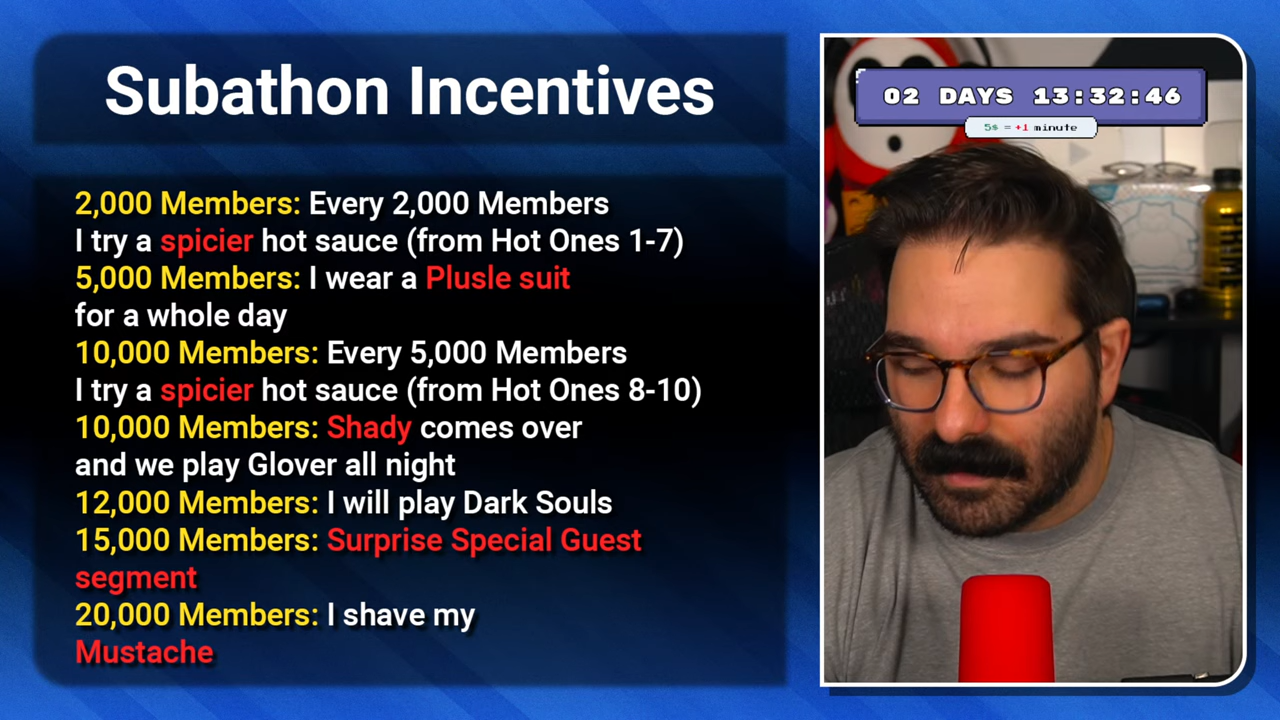 Subathon Incentives
2,000 Members: Every 2,000 Members
I try a spicier hot sauce (from Hot Ones 1-7)
5,000 Members: I wear a Plusle suit
for a whole day
10,000 Members: Every 5,000 Members
I try a spicier hot sauce (from Hot Ones 8-10)
10,000 Members: Shady comes over
and we play Glover all night
12,000 Members: I will play Dark Souls
15,000 Members: Surprise Special Guest
segment
20,000 Members: I shave my
Mustache
02 DAYS 13:32:46
5$ = +1 minute